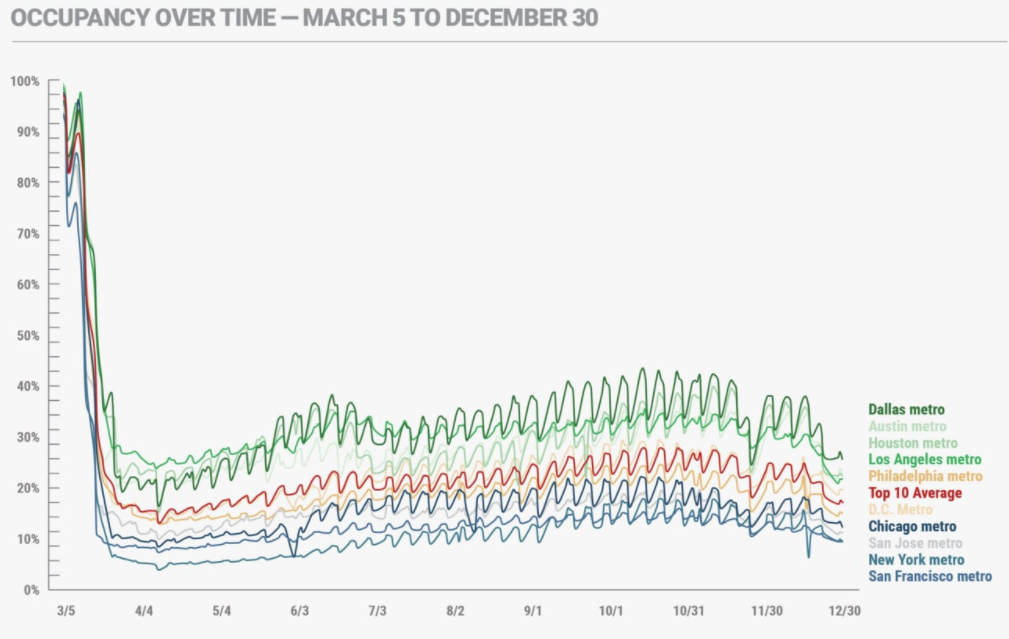 OCCUPANCY OVER TIME — MARCH 5 TO DECEMBER 30
100%
90%
80%
70%
60%
50%
40%
30%
20%
10%
0%
3/5 4/4 5/4 6/3 7/3 8/2 9/1 10/1 10/31 11/30 12/30
Dallas metro
Austin metro
Houston metro
Los Angeles metro
Philadelphia metro
Top 10 Average
D.C. Metro
Chicago metro
San Jose metro
New York metro
San Francisco metro